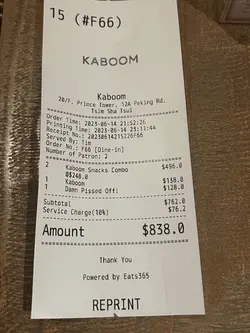 15 (#F66)
KABOOM
Kaboom
20/F. Prince Tower, 12A Peking Rd.
Tsim Sha Tsui
Order Time: 2023-06-14 21:52:26
Printing Time: 2023-06-14 23:11:44
Receipt No.: 20230614215226F66
Served By: Tim
Order No.: F66 [Dine-in]
Number of Patron: 2
2 Kaboom Snacks Combo $496.0
@$248.0
1 Kaboom $138.0
1 Damn Pissed Off! $128.0
Subtotal $762.0
Service Charge(10%) $76.2
Amount $838.0
Thank You
Powered by Eats365
REPRINT